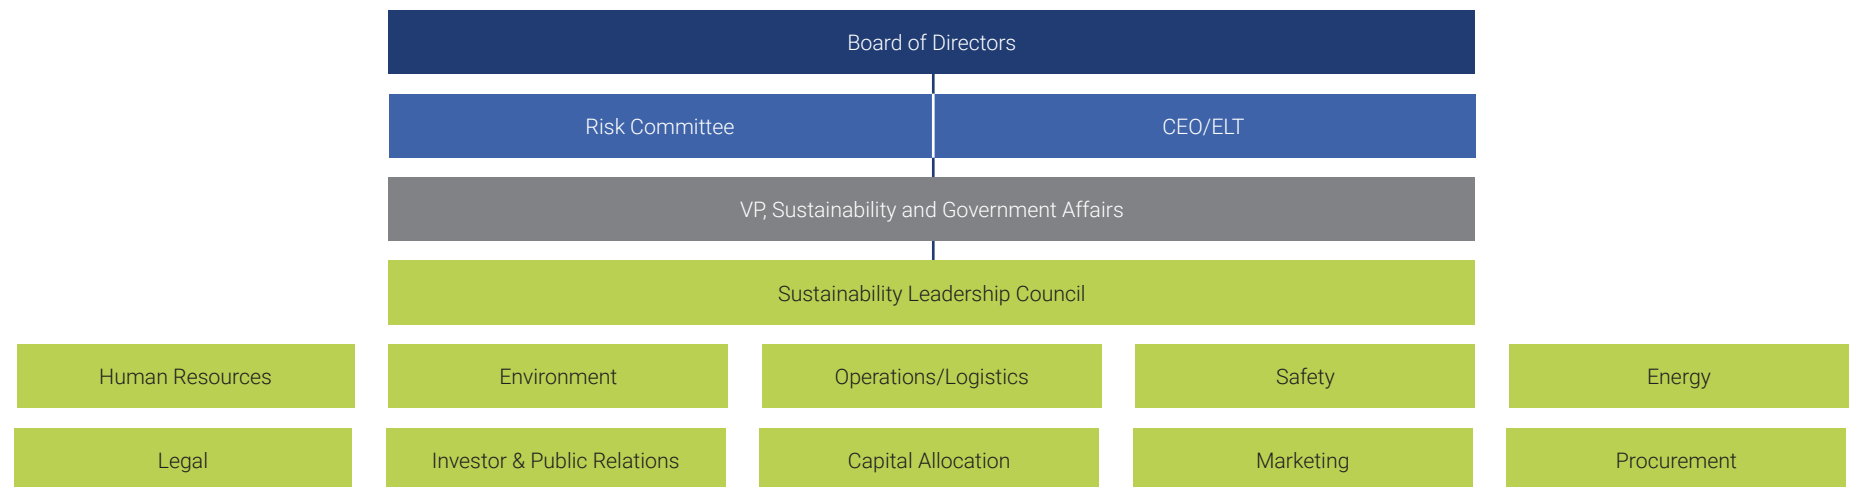 Board of Directors
Risk Committee
CEO/ELT
VP, Sustainability and Government Affairs
Sustainability Leadership Council
Human Resources
Environment
Operations/Logistics
Safety
Energy
Legal
Investor & Public Relations
Capital Allocation
Marketing
Procurement